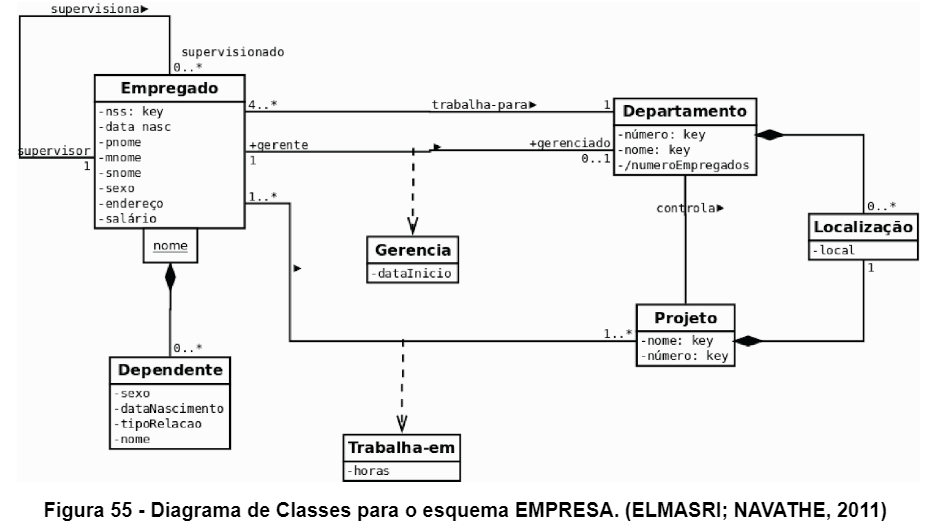 supervisiona▶
supervisionado
0..*
Empregado
-nss: key
-data nasc
-pnome
-mnome
-snome
-sexo
-endereço
-salário
nome
supervisor
1
4..*
trabalha-para▶
1
+gerente
1
+gerenciado
0..1
1..*
Departamento
-número: key
-nome: key
-/numeroEmpregados
controla▶
0..*
Localização
-local
1
Gerencia
-dataInicio
Projeto
-nome: key
-número: key
1..*
0..*
Dependente
-sexo
-dataNascimento
-tipoRelacao
-nome
Trabalha-em
-horas
Figura 55 - Diagrama de Classes para o esquema EMPRESA. (ELMASRI; NAVATHE, 2011)